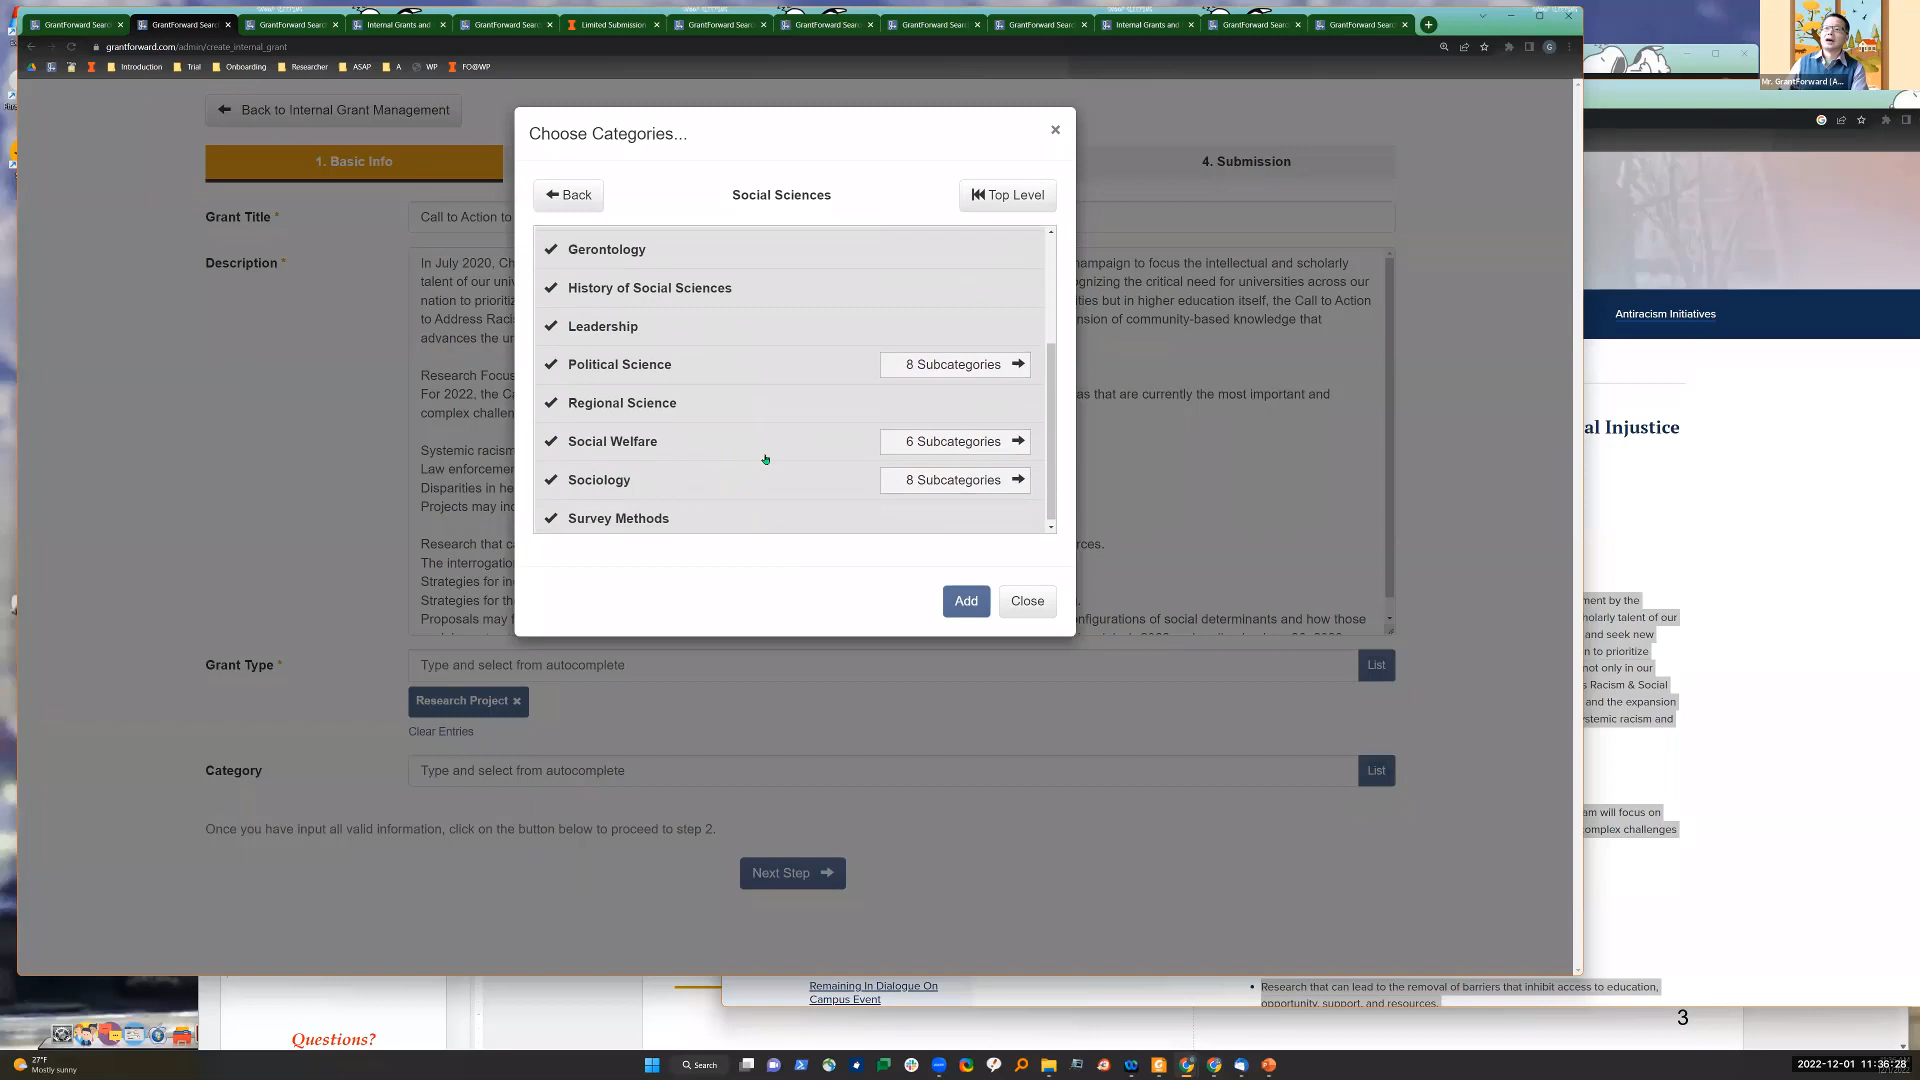 GrantForward Searc
GrantForward Searc
GrantForward Searc
Internal Grants and
GrantForward Searc
Limited Submission
GrantForward Searc
GrantForward Searc
GrantForward Searc
GrantForward Searc
Internal Grants and
GrantForward Searc
GrantForward Searc
grantforward.com/admin/create_internal_grant
Introduction
Trial
Onboarding
Researcher
ASAP
A
WP
FO@WP
Mr. GrantForward (A...
Back to Internal Grant Management
1. Basic Info
4. Submission
Choose Categories...
Back
Social Sciences
Top Level
Gerontology
History of Social Sciences
Leadership
Political Science
8 Subcategories
Regional Science
Social Welfare
6 Subcategories
Sociology
8 Subcategories
Survey Methods
Add
Close
Grant Title *
Call to Action to
Description *
In July 2020, Ch
talent of our univ
nation to prioritiz
to Address Raci
advances the un
Research Focus
For 2022, the C
complex challen
Systemic racism
Law enforcemen
Disparities in he
Projects may inc
Research that c
The interrogatio
Strategies for in
Strategies for th
Proposals may f
ampaign to focus the intellectual and scholarly
gnizing the critical need for universities across our
ities but in higher education itself, the Call to Action
nsion of community-based knowledge that
as that are currently the most important and
rces.
nfigurations of social determinants and how those
Grant Type *
Type and select from autocomplete
List
Research Project ×
Clear Entries
Category
Type and select from autocomplete
List
Once you have input all valid information, click on the button below to proceed to step 2.
Next Step
Antiracism Initiatives
al Injustice
ment by the
holarly talent of our
and seek new
n to prioritize
not only in our
s Racism & Social
and the expansion
ystemic racism and
am will focus on
omplex challenges
Remaining In Dialogue On
Campus Event
• Research that can lead to the removal of barriers that inhibit access to education,
opportunity, support, and resources.
3
Questions?
27°F
Mostly sunny
Search
2022-12-01 11:36:28